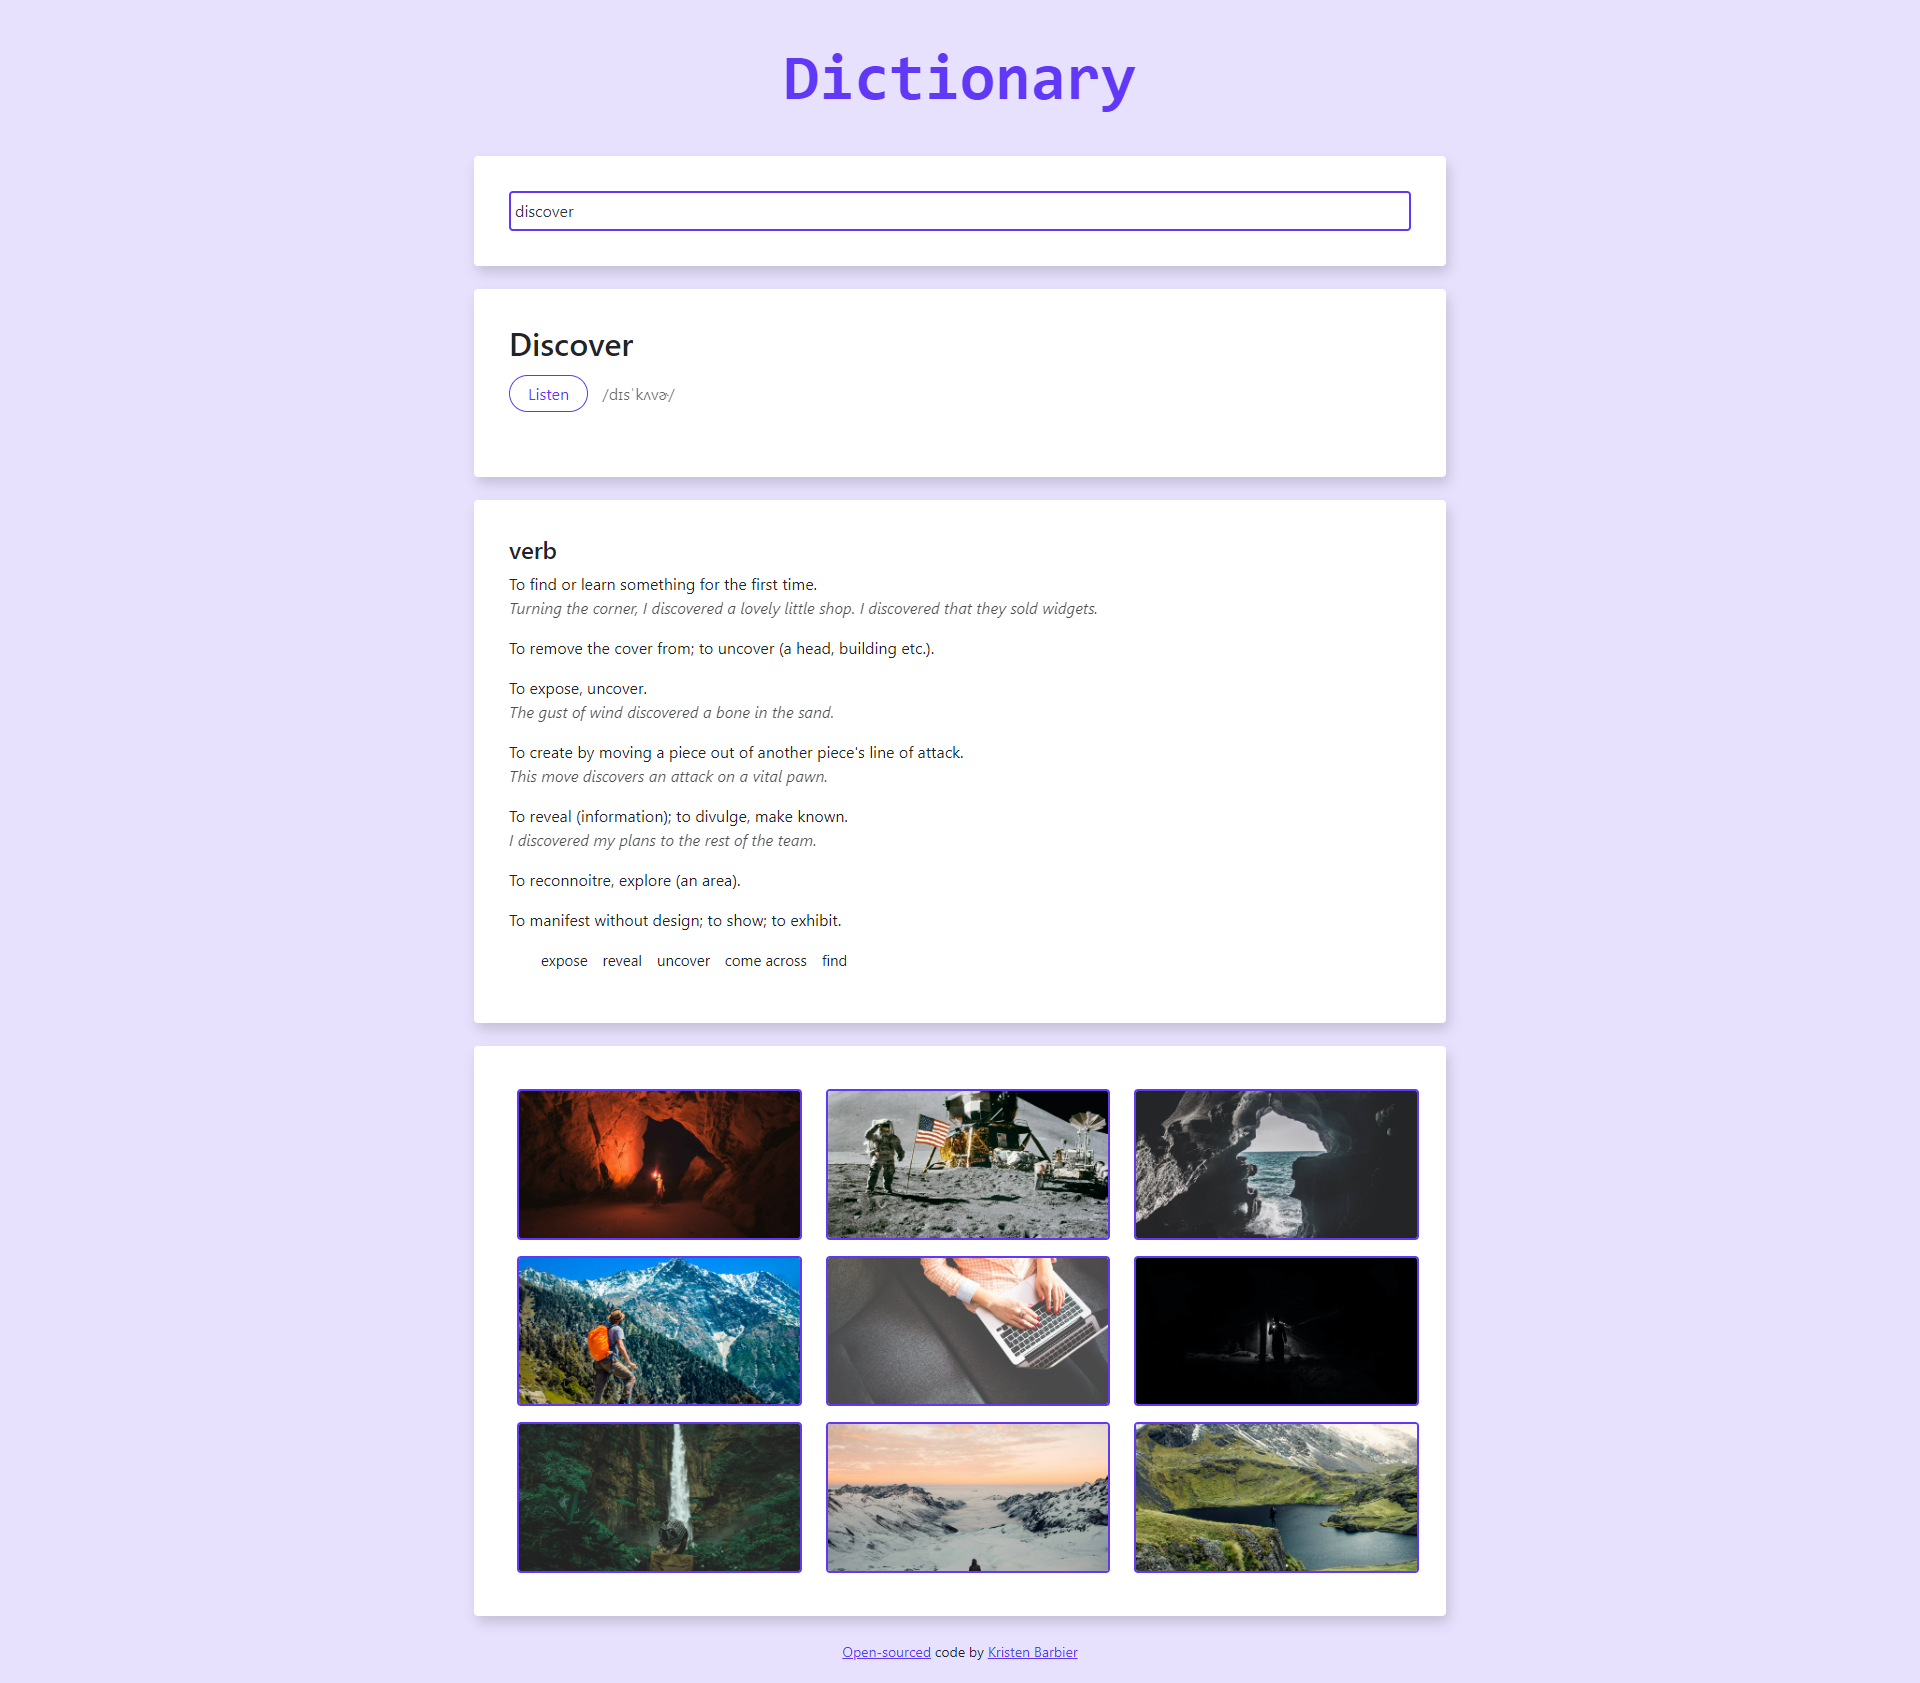 Dictionary
discover
Discover
Listen /dɪsˈkʌvɚ/
verb
To find or learn something for the first time.
Turning the corner, I discovered a lovely little shop. I discovered that they sold widgets.
To remove the cover from; to uncover (a head, building etc.).
To expose, uncover.
The gust of wind discovered a bone in the sand.
To create by moving a piece out of another piece's line of attack.
This move discovers an attack on a vital pawn.
To reveal (information); to divulge, make known.
I discovered my plans to the rest of the team.
To reconnoitre, explore (an area).
To manifest without design; to show; to exhibit.
expose reveal uncover come across find
Open-sourced code by Kristen Barbier